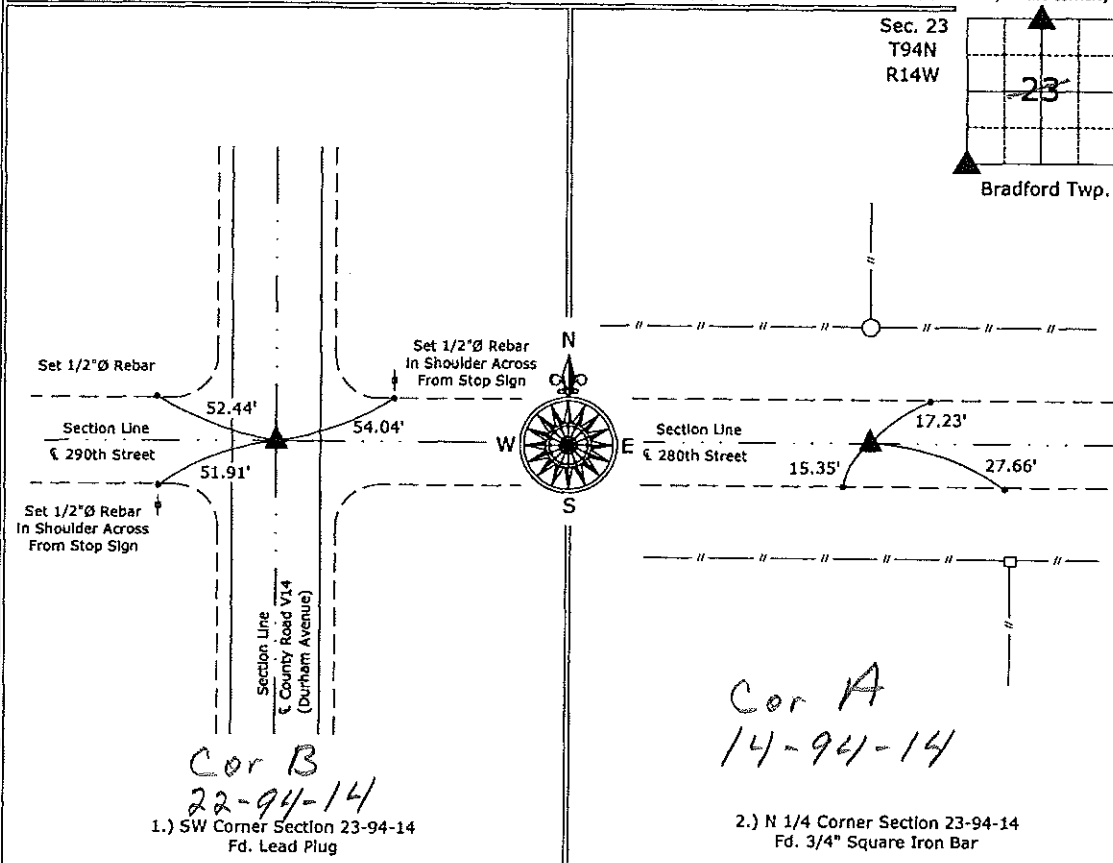 Sec. 23
T94N
R14W
23
Bradford Twp.
Set 1/2"Ø Rebar
52.44'
Set 1/2"Ø Rebar
In Shoulder Across
From Stop Sign
54.04'
Section Line
℄ 290th Street
51.91'
Set 1/2"Ø Rebar
In Shoulder Across
From Stop Sign
Section Line
℄ County Road V14
(Durham Avenue)
Cor B
22-94-14
1.) SW Corner Section 23-94-14
Fd. Lead Plug
N
W
E
S
Section Line
℄ 280th Street
17.23'
15.35'
27.66'
Cor A
14-94-14
2.) N 1/4 Corner Section 23-94-14
Fd. 3/4" Square Iron Bar